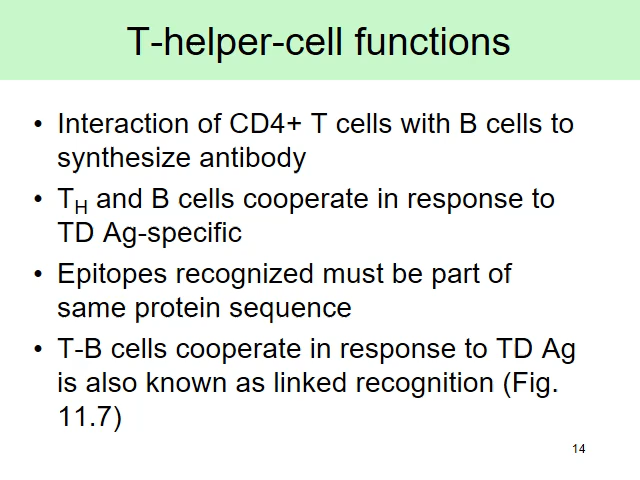 T-helper-cell functions
• Interaction of CD4+ T cells with B cells to
synthesize antibody
• TH and B cells cooperate in response to
TD Ag-specific
• Epitopes recognized must be part of
same protein sequence
• T-B cells cooperate in response to TD Ag
is also known as linked recognition (Fig.
11.7)
14